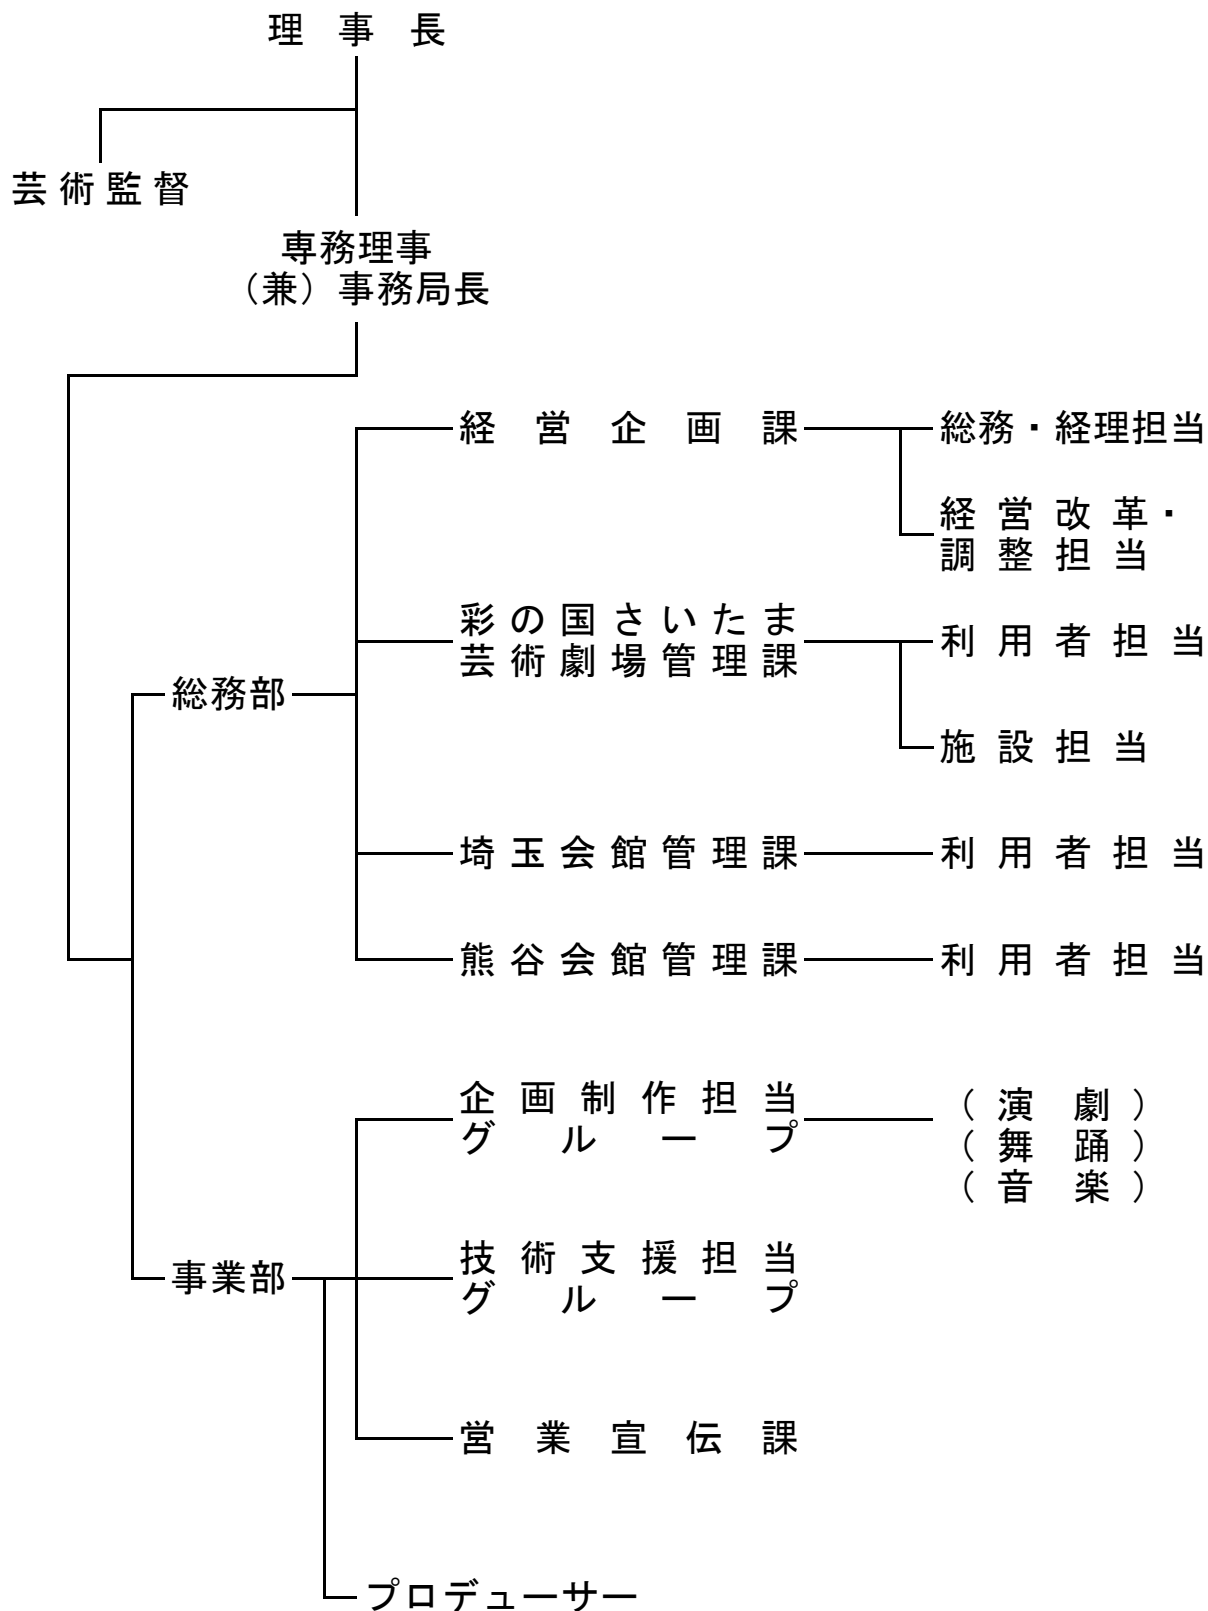 理事長
芸術監督
専務理事
（兼）事務局長
経営企画課
総務・経理担当
経営改革・
調整担当
彩の国さいたま
芸術劇場管理課
利用者担当
施設担当
総務部
埼玉会館管理課
利用者担当
熊谷会館管理課
利用者担当
企画制作担当
グループ
（演劇）
（舞踊）
（音楽）
技術支援担当
グループ
事業部
営業宣伝課
プロデューサー